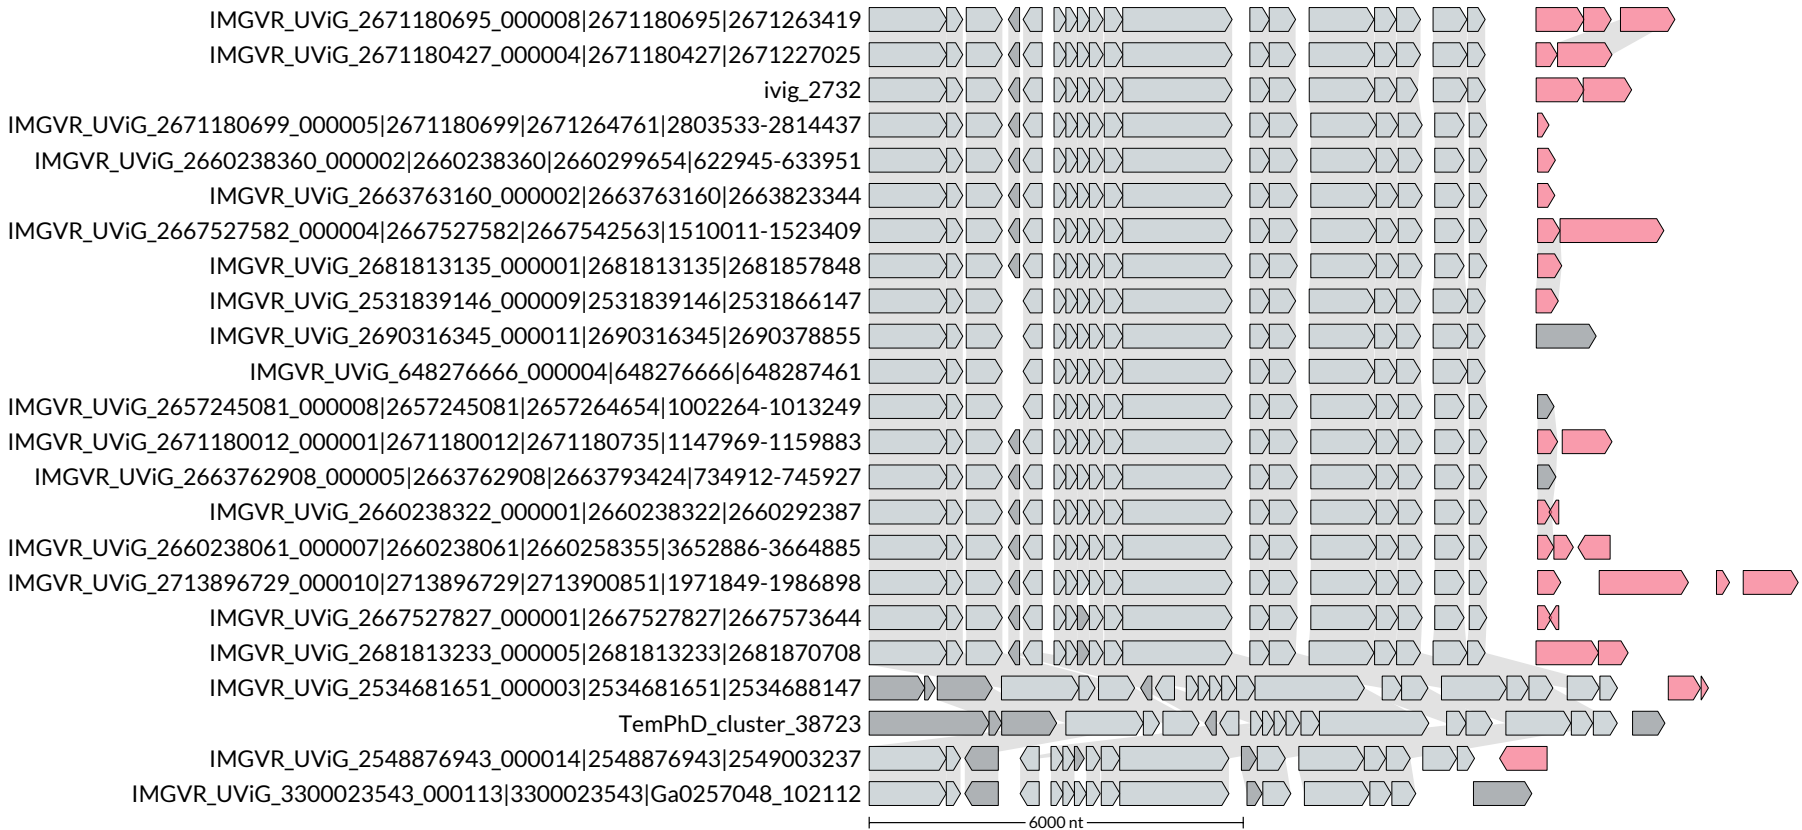 IMGVR_UViG_2671180695_000008|2671180695|2671263419
IMGVR_UViG_2671180427_000004|2671180427|2671227025
ivig_2732
IMGVR_UViG_2671180699_000005|2671180699|2671264761|2803533-2814437
IMGVR_UViG_2660238360_000002|2660238360|2660299654|622945-633951
IMGVR_UViG_2663763160_000002|2663763160|2663823344
IMGVR_UViG_2667527582_000004|2667527582|2667542563|1510011-1523409
IMGVR_UViG_2681813135_000001|2681813135|2681857848
IMGVR_UViG_2531839146_000009|2531839146|2531866147
IMGVR_UViG_2690316345_000011|2690316345|2690378855
IMGVR_UViG_648276666_000004|648276666|648287461
IMGVR_UViG_2657245081_000008|2657245081|2657264654|1002264-1013249
IMGVR_UViG_2671180012_000001|2671180012|2671180735|1147969-1159883
IMGVR_UViG_2663762908_000005|2663762908|2663793424|734912-745927
IMGVR_UViG_2660238322_000001|2660238322|2660292387
IMGVR_UViG_2660238061_000007|2660238061|2660258355|3652886-3664885
IMGVR_UViG_2713896729_000010|2713896729|2713900851|1971849-1986898
IMGVR_UViG_2667527827_000001|2667527827|2667573644
IMGVR_UViG_2681813233_000005|2681813233|2681870708
IMGVR_UViG_2534681651_000003|2534681651|2534688147
TemPhD_cluster_38723
IMGVR_UViG_2548876943_000014|2548876943|2549003237
IMGVR_UViG_3300023543_000113|3300023543|Ga0257048_102112
6000 nt